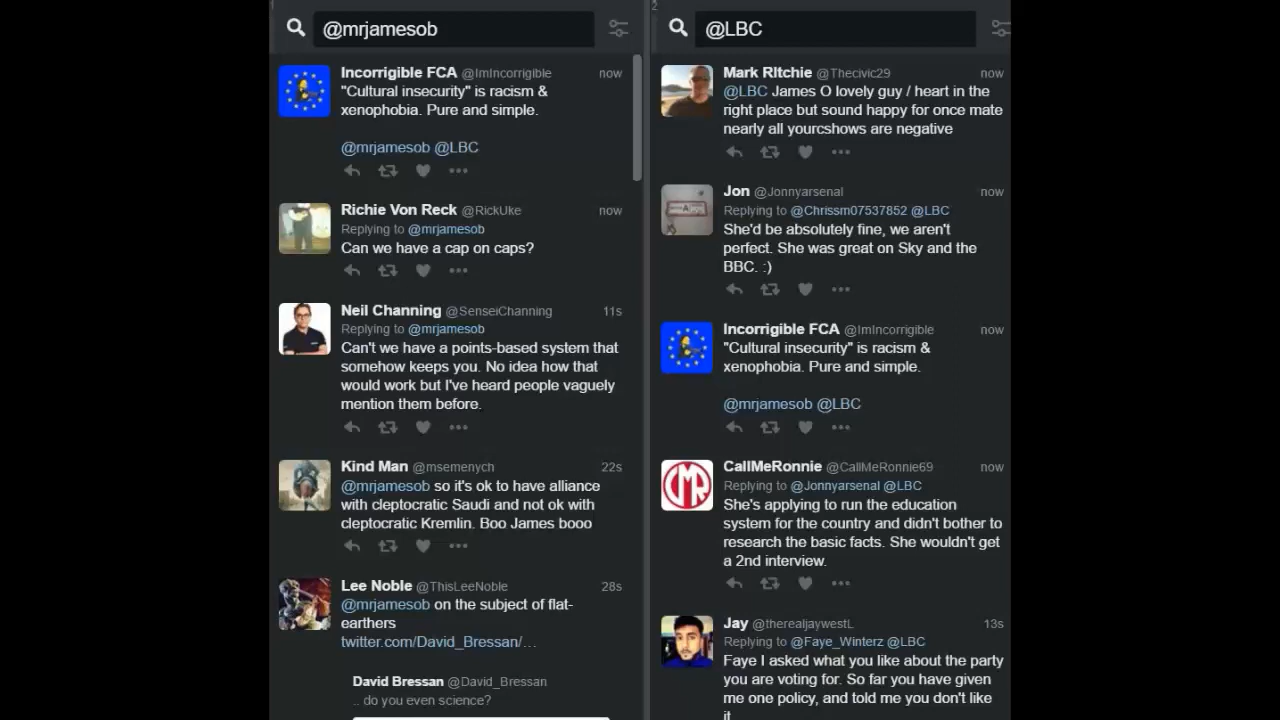 1
@mrjamesob
Incorrigible FCA @ImIncorrigible now
"Cultural insecurity" is racism &
xenophobia. Pure and simple.
@mrjamesob @LBC
Richie Von Reck @RickUke now
Replying to @mrjamesob
Can we have a cap on caps?
Neil Channing @SenseiChanning 11s
Replying to @mrjamesob
Can't we have a points-based system that
somehow keeps you. No idea how that
would work but I've heard people vaguely
mention them before.
Kind Man @msemenych 22s
@mrjamesob so it's ok to have alliance
with cleptocratic Saudi and not ok with
cleptocratic Kremlin. Boo James booo
Lee Noble @ThisLeeNoble 28s
@mrjamesob on the subject of flat-
earthers
twitter.com/David_Bressan/…
David Bressan @David_Bressan
.. do you even science?
2
@LBC
Mark RItchie @Thecivic29 now
@LBC James O lovely guy / heart in the
right place but sound happy for once mate
nearly all yourcshows are negative
Jon @Jonnyarsenal now
Replying to @Chrissm07537852 @LBC
She'd be absolutely fine, we aren't
perfect. She was great on Sky and the
BBC. :)
Incorrigible FCA @ImIncorrigible now
"Cultural insecurity" is racism &
xenophobia. Pure and simple.
@mrjamesob @LBC
CMR
CallMeRonnie @CallMeRonnie69 now
Replying to @Jonnyarsenal @LBC
She's applying to run the education
system for the country and didn't bother to
research the basic facts. She wouldn't get
a 2nd interview.
Jay @therealjaywestL 13s
Replying to @Faye_Winterz @LBC
Faye I asked what you like about the party
you are voting for. So far you have given
me one policy, and told me you don't like
it